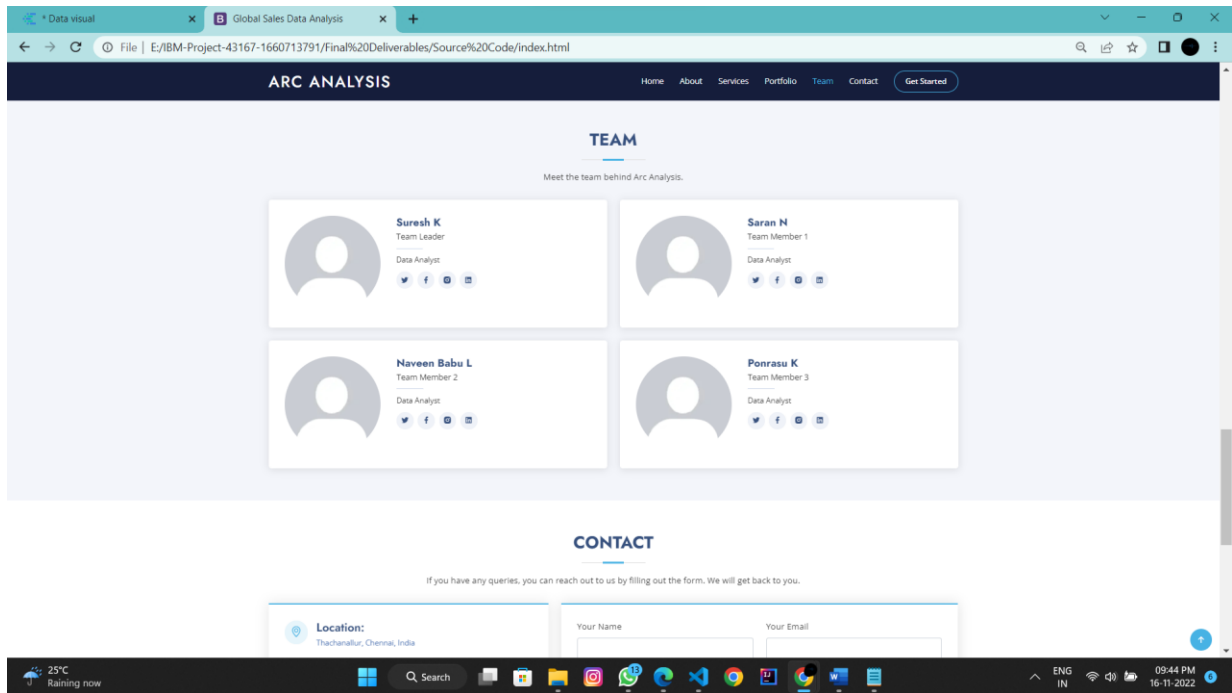 * Data visual
Global Sales Data Analysis
File | E:/IBM-Project-43167-1660713791/Final%20Deliverables/Source%20Code/index.html
ARC ANALYSIS
Home About Services Portfolio Team Contact Get Started
TEAM
Meet the team behind Arc Analysis.
Suresh K
Team Leader
Data Analyst
Saran N
Team Member 1
Data Analyst
Naveen Babu L
Team Member 2
Data Analyst
Ponrasu K
Team Member 3
Data Analyst
CONTACT
If you have any queries, you can reach out to us by filling out the form. We will get back to you.
Location:
Thachanallur, Chennai, India
Your Name
Your Email
25°C
Raining now
Search
13
ENG
IN
09:44 PM
16-11-2022
6